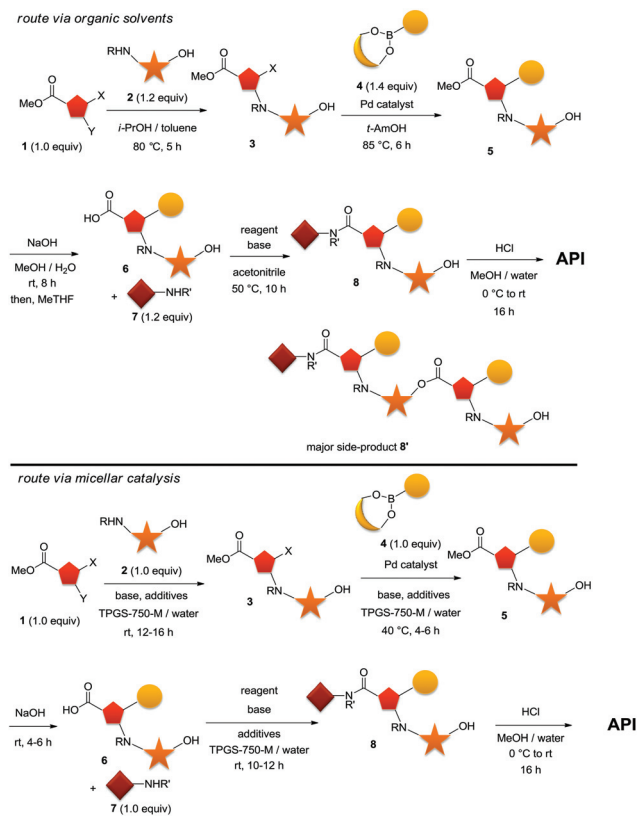 route via organic solvents
RHN
OH
2 (1.2 equiv)
O
MeO
X
Y
1 (1.0 equiv)
i-PrOH / toluene
80 °C, 5 h
O
MeO
X
RN
OH
3
O
B
O
4 (1.4 equiv)
Pd catalyst
t-AmOH
85 °C, 6 h
O
MeO
RN
OH
5
NaOH
MeOH / H2O
rt, 8 h
then, MeTHF
O
HO
RN
OH
6
+
NHR'
7 (1.2 equiv)
reagent
base
acetonitrile
50 °C, 10 h
O
N
R'
RN
OH
8
HCl
MeOH / water
0 °C to rt
16 h
API
O
N
R'
RN
O
O
RN
OH
major side-product 8'
route via micellar catalysis
RHN
OH
2 (1.0 equiv)
O
MeO
X
Y
1 (1.0 equiv)
base, additives
TPGS-750-M / water
rt, 12-16 h
O
MeO
X
RN
OH
3
O
B
O
4 (1.0 equiv)
Pd catalyst
base, additives
TPGS-750-M / water
40 °C, 4-6 h
O
MeO
RN
OH
5
NaOH
rt, 4-6 h
O
HO
RN
OH
6
+
NHR'
7 (1.0 equiv)
reagent
base
additives
TPGS-750-M / water
rt, 10-12 h
O
N
R'
RN
OH
8
HCl
MeOH / water
0 °C to rt
16 h
API